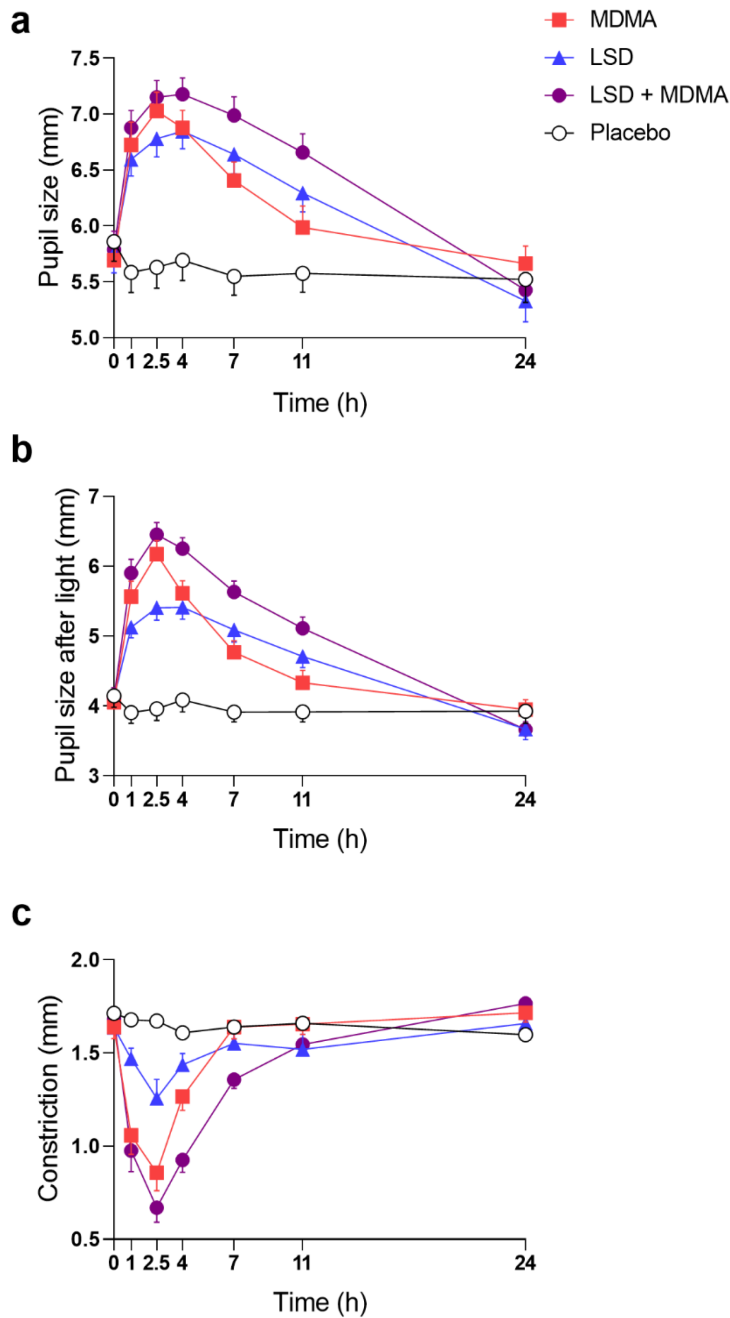 a
MDMA
LSD
LSD + MDMA
Placebo
Pupil size (mm)
7.5
7.0
6.5
6.0
5.5
5.0
0 1 2.5 4 7 11 24
Time (h)
b
Pupil size after light (mm)
7
6
5
4
3
0 1 2.5 4 7 11 24
Time (h)
c
Constriction (mm)
2.0
1.5
1.0
0.5
0 1 2.5 4 7 11 24
Time (h)